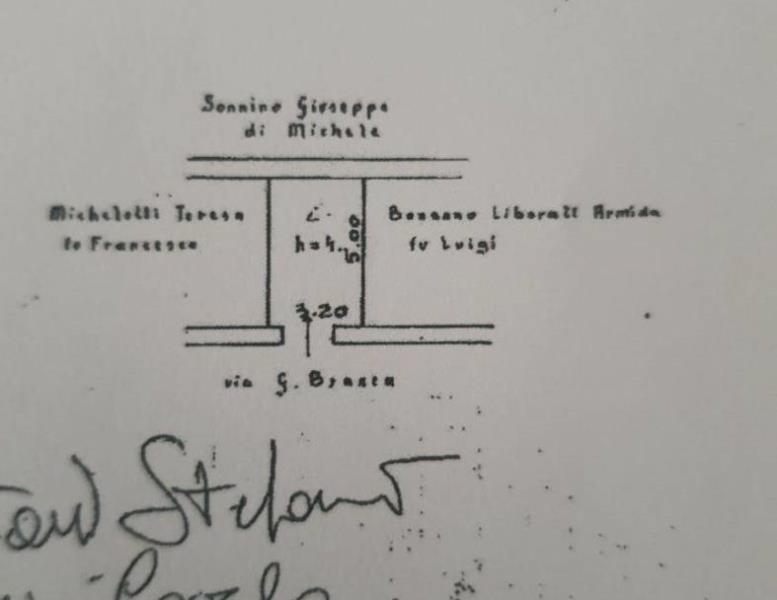 Sonnino Giuseppe
di Michele
Michelotti Teresa
fu Francesco
h=4.
5.00
Bonanno Liberati Armida
fu Luigi
3.20
via G. Branca
Stefano